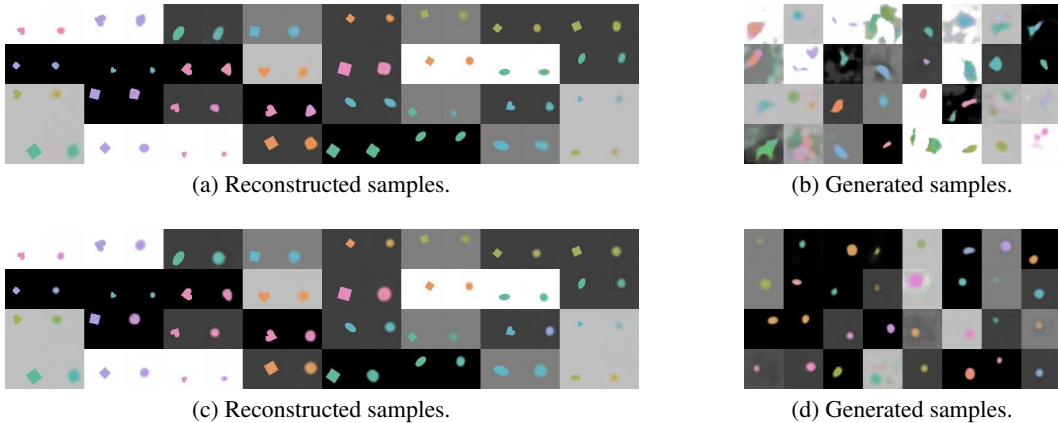 (a) Reconstructed samples.
(b) Generated samples.
(c) Reconstructed samples.
(d) Generated samples.